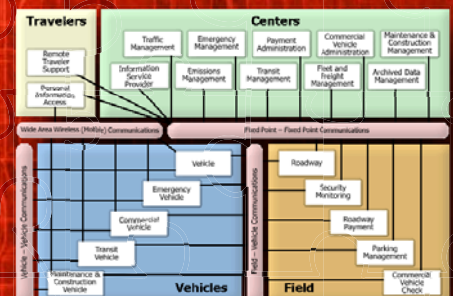 Travelers
Centers
Remote
Traveler
Support
Personal
Information
Access
Traffic
Management
Emergency
Management
Payment
Administration
Commercial
Vehicle
Administration
Maintenance &
Construction
Management
Information
Service
Provider
Emissions
Management
Transit
Management
Fleet and
Freight
Management
Archived Data
Management
Wide Area Wireless (Mobile) Communications
Fixed Point – Fixed Point Communications
Vehicle – Vehicle Communications
Vehicle
Emergency
Vehicle
Commercial
Vehicle
Transit
Vehicle
Maintenance &
Construction
Vehicle
Vehicles
Field – Vehicle Communications
Roadway
Security
Monitoring
Roadway
Payment
Parking
Management
Commercial
Vehicle
Check
Field